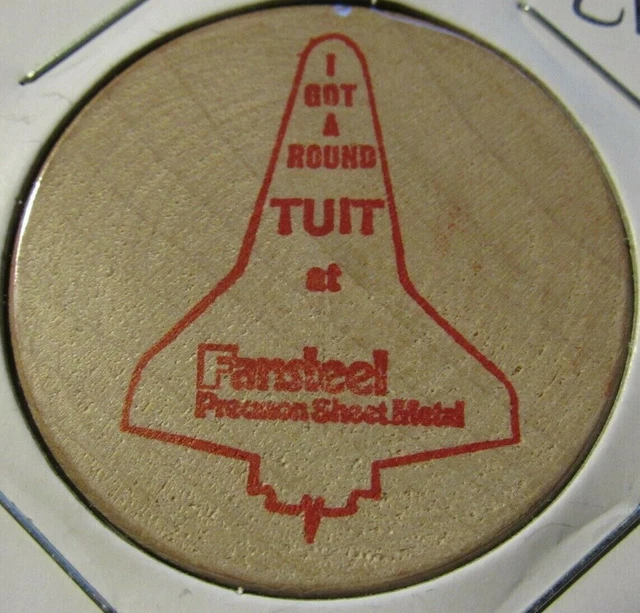 I
GOT
A
ROUND
TUIT
at
Fansteel
Precision Sheet Metal